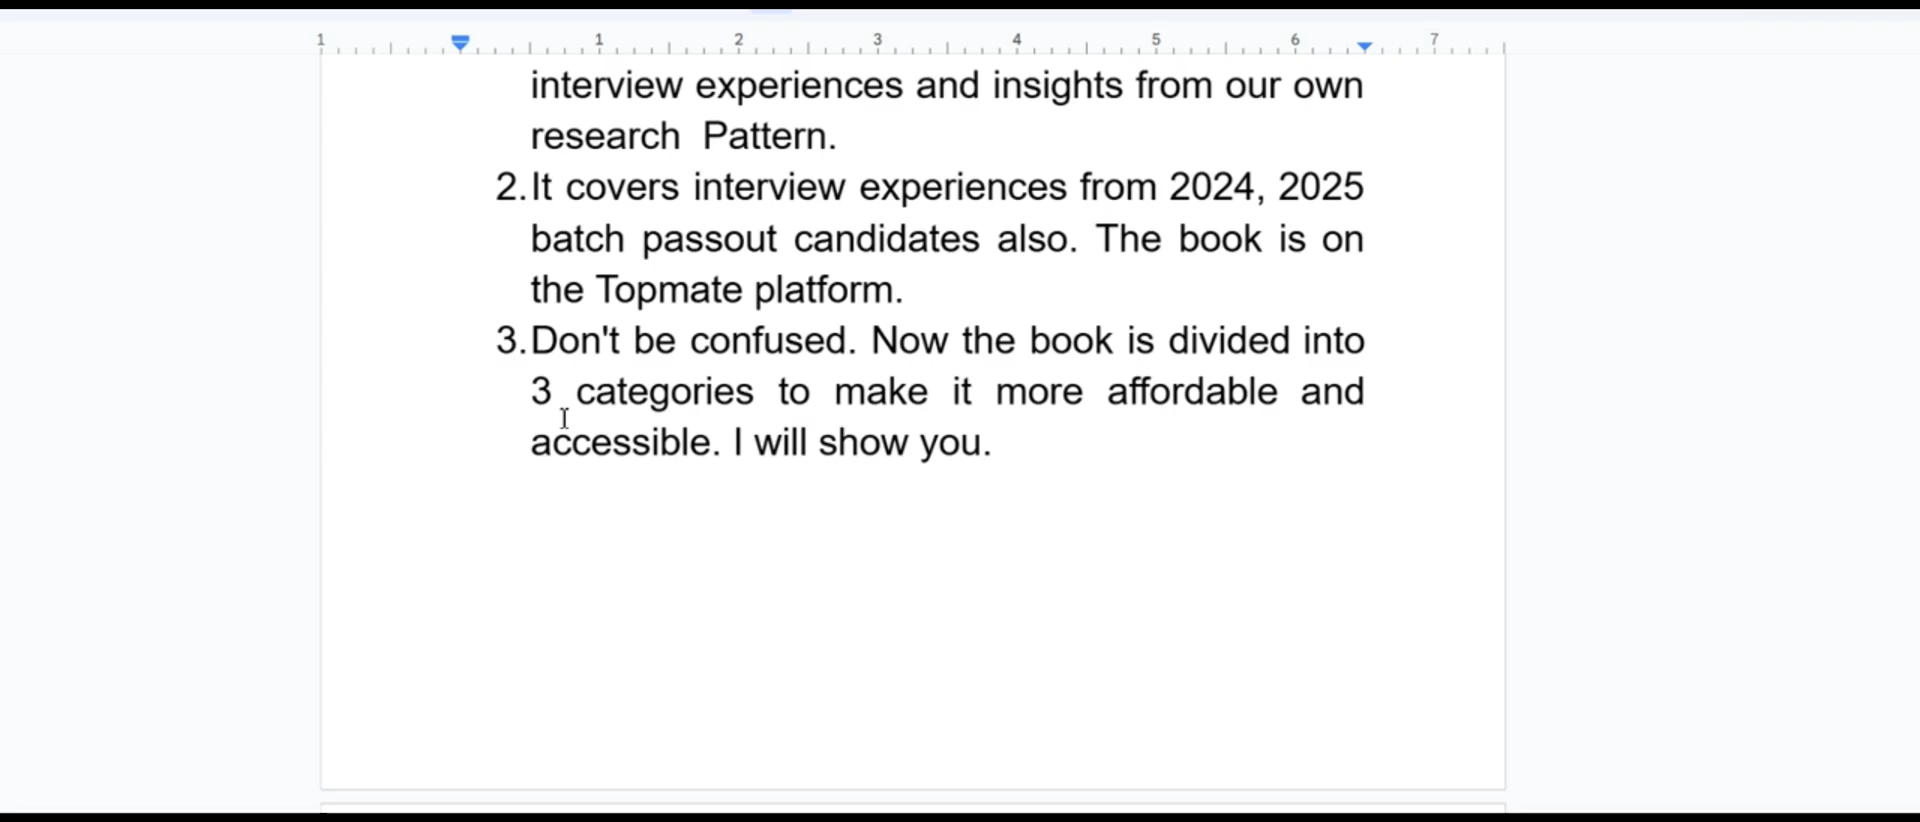 1 1 2 3 4 5 6 7
interview experiences and insights from our own
research Pattern.
2. It covers interview experiences from 2024, 2025
batch passout candidates also. The book is on
the Topmate platform.
3. Don't be confused. Now the book is divided into
3 categories to make it more affordable and
accessible. I will show you.